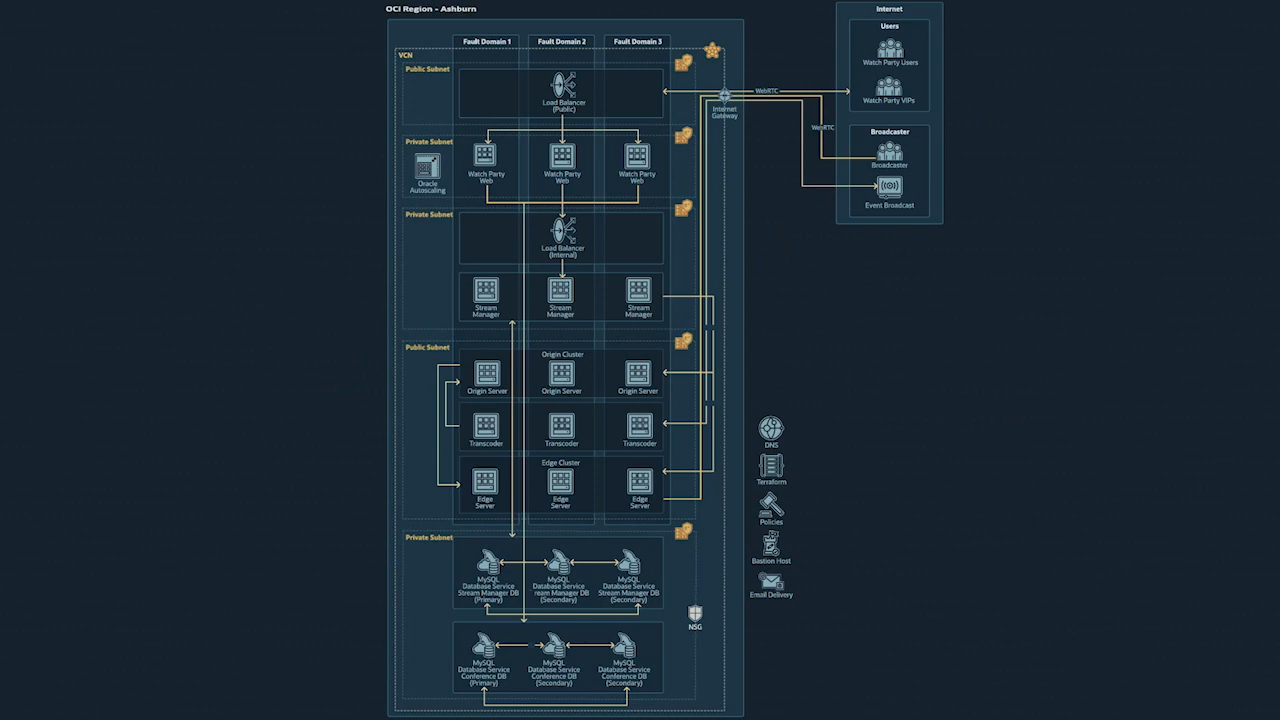 OCI Region - Ashburn
Internet
Users
Watch Party Users
Watch Party VIPs
Broadcaster
Broadcaster
Event Broadcast
WebRTC
WebRTC
Internet
Gateway
Fault Domain 1
Fault Domain 2
Fault Domain 3
VCN
Public Subnet
Load Balancer
(Public)
Private Subnet
Oracle
Autoscaling
Watch Party
Web
Watch Party
Web
Watch Party
Web
Private Subnet
Load Balancer
(Internal)
Stream
Manager
Stream
Manager
Stream
Manager
Public Subnet
Origin Cluster
Origin Server
Origin Server
Origin Server
Transcoder
Transcoder
Transcoder
Edge Cluster
Edge
Server
Edge
Server
Edge
Server
Private Subnet
MySQL
Database Service
Stream Manager DB
(Primary)
MySQL
Database Service
ream Manager DB
(Secondary)
MySQL
Database Service
Stream Manager DB
(Secondary)
MySQL
Database Service
Conference DB
(Primary)
MySQL
Database Service
Conference DB
(Secondary)
MySQL
Database Service
Conference DB
(Secondary)
NSG
DNS
Terraform
Policies
Bastion Host
Email Delivery